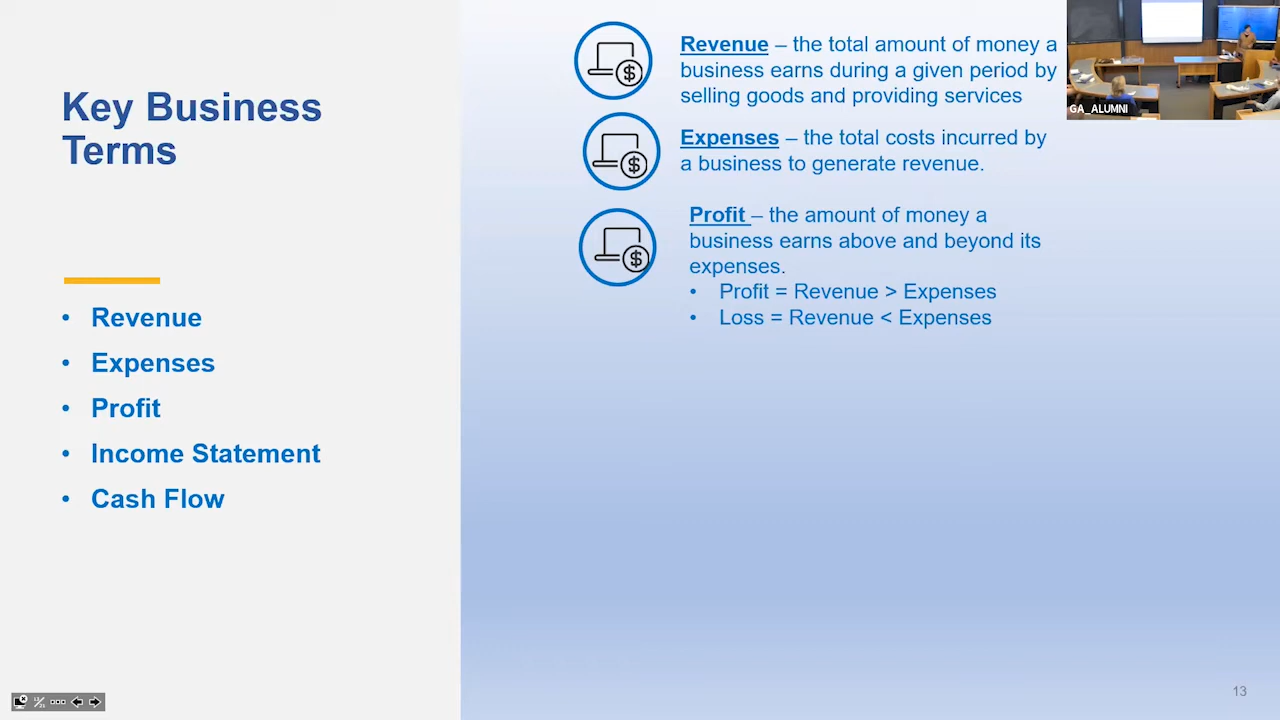 Key Business
Terms
• Revenue
• Expenses
• Profit
• Income Statement
• Cash Flow
Revenue – the total amount of money a
business earns during a given period by
selling goods and providing services
Expenses – the total costs incurred by
a business to generate revenue.
Profit – the amount of money a
business earns above and beyond its
expenses.
• Profit = Revenue > Expenses
• Loss = Revenue < Expenses
GA_ALUMNI
13